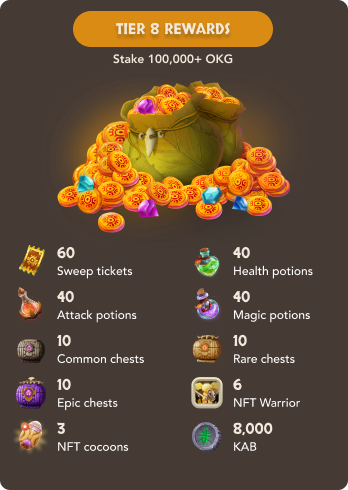 TIER 8 REWARDS
Stake 100,000+ OKG
60
Sweep tickets
40
Health potions
40
Attack potions
40
Magic potions
10
Common chests
10
Rare chests
10
Epic chests
6
NFT Warrior
3
NFT cocoons
8,000
KAB